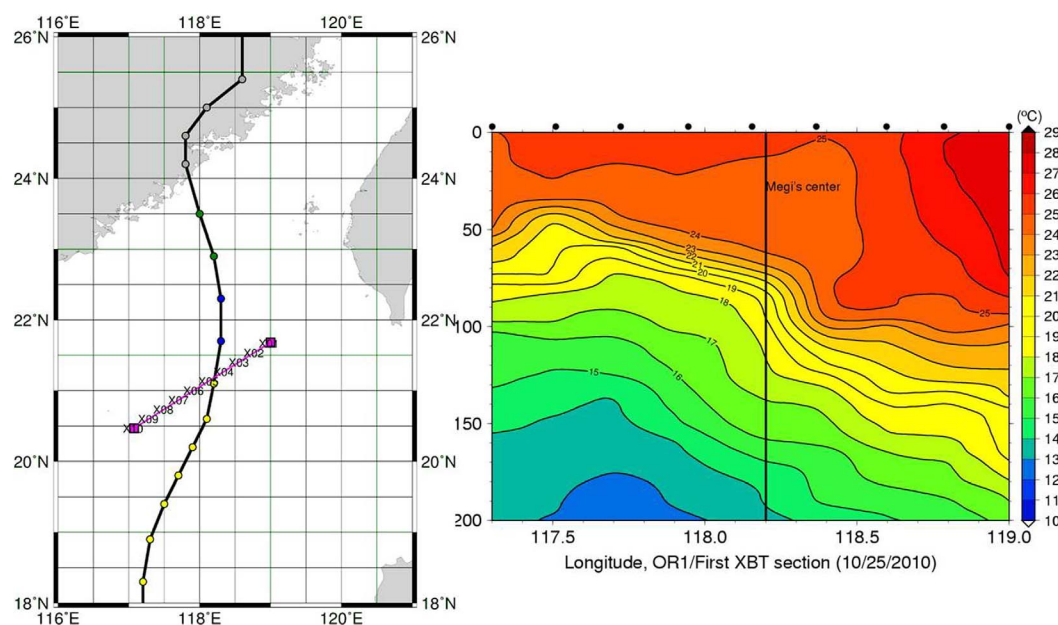 116°E 118°E 120°E
26°N 26°N
24°N 24°N
22°N 22°N
20°N 20°N
18°N 18°N
116°E 118°E 120°E
X02
X03
X04
X06
X07
X08
X09
(ºC)
0
50
100
150
200
117.5 118.0 118.5 119.0
Longitude, OR1/First XBT section (10/25/2010)
Megi's center
25
24
23
22
21
20
19
18
17
16
15
25
29
28
27
26
25
24
23
22
21
20
19
18
17
16
15
14
13
12
11
10